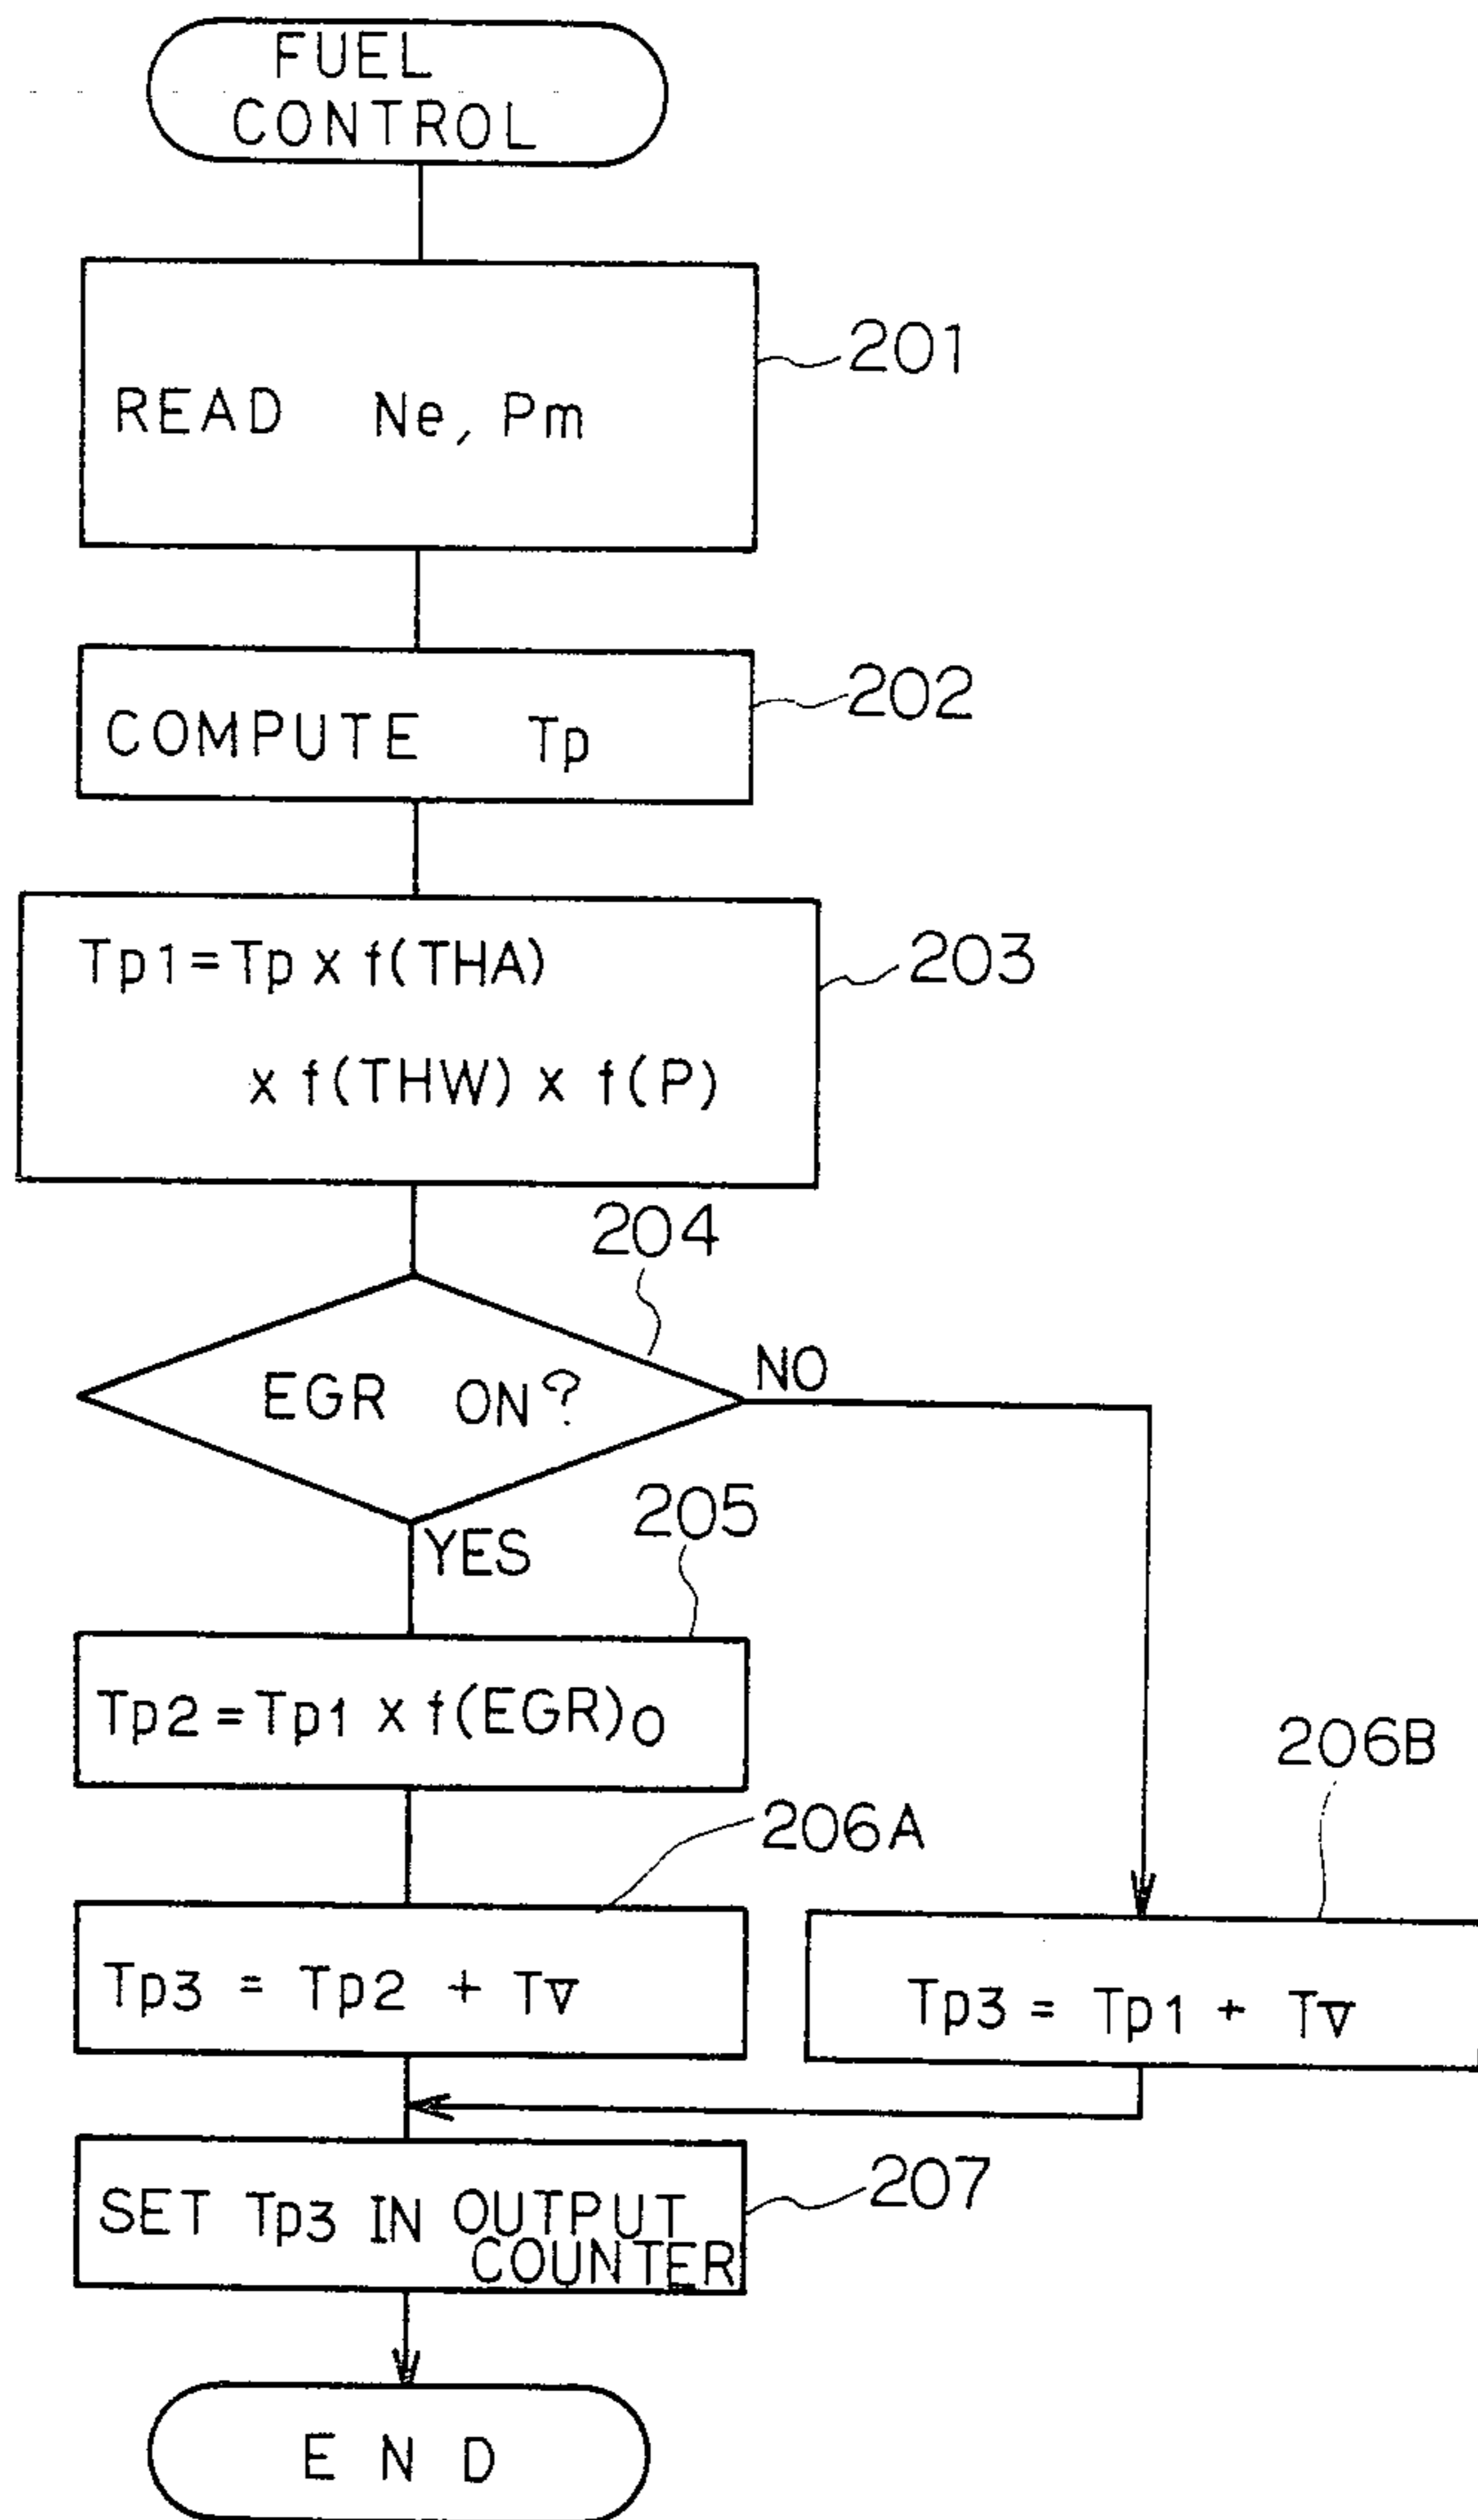 FUEL
CONTROL
READ Ne, Pm
201
COMPUTE Tp
202
Tp1=Tp x f(THA)
x f(THW) x f(P)
203
204
EGR ON?
NO
YES
205
Tp2=Tp1 x f(EGR)o
206A
206B
Tp3 = Tp2 + Tv
Tp3 = Tp1 + Tv
207
SET Tp3 IN OUTPUT
COUNTER
END